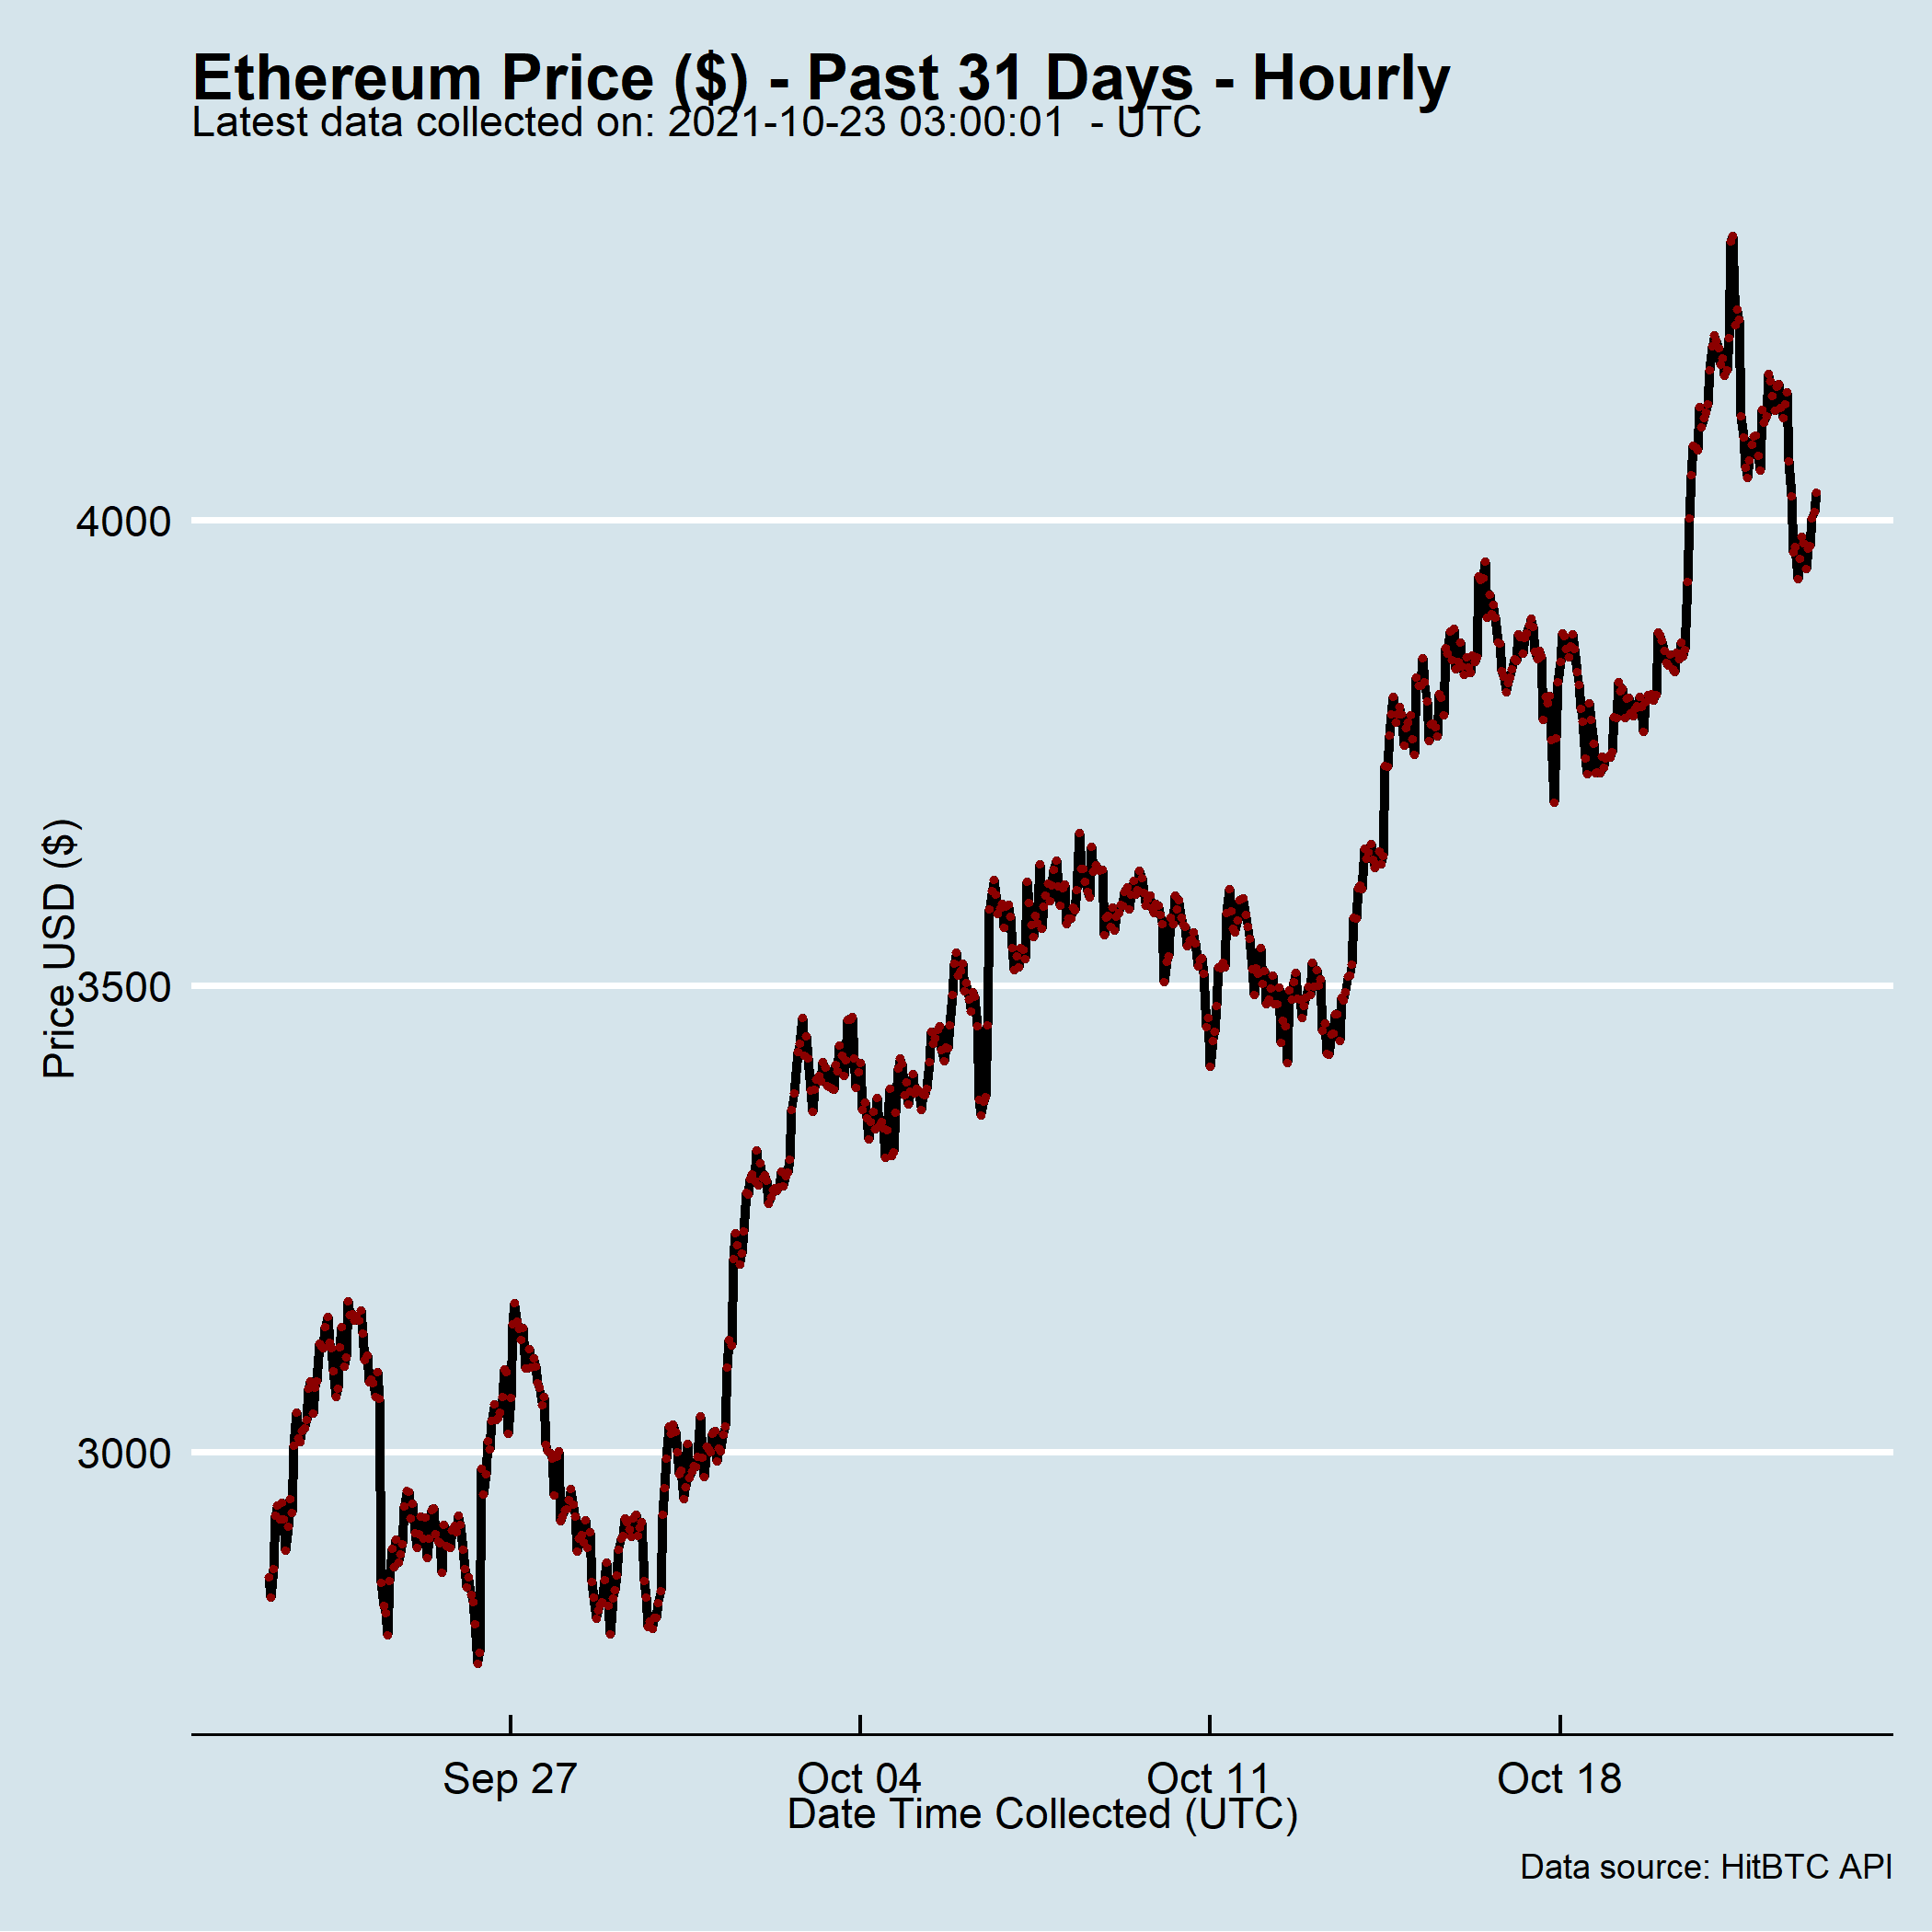 Ethereum Price ($) - Past 31 Days - Hourly
Latest data collected on: 2021-10-23 03:00:01  - UTC
Price USD ($)
4000
3500
3000
Sep 27
Oct 04
Oct 11
Oct 18
Date Time Collected (UTC)
Data source: HitBTC API